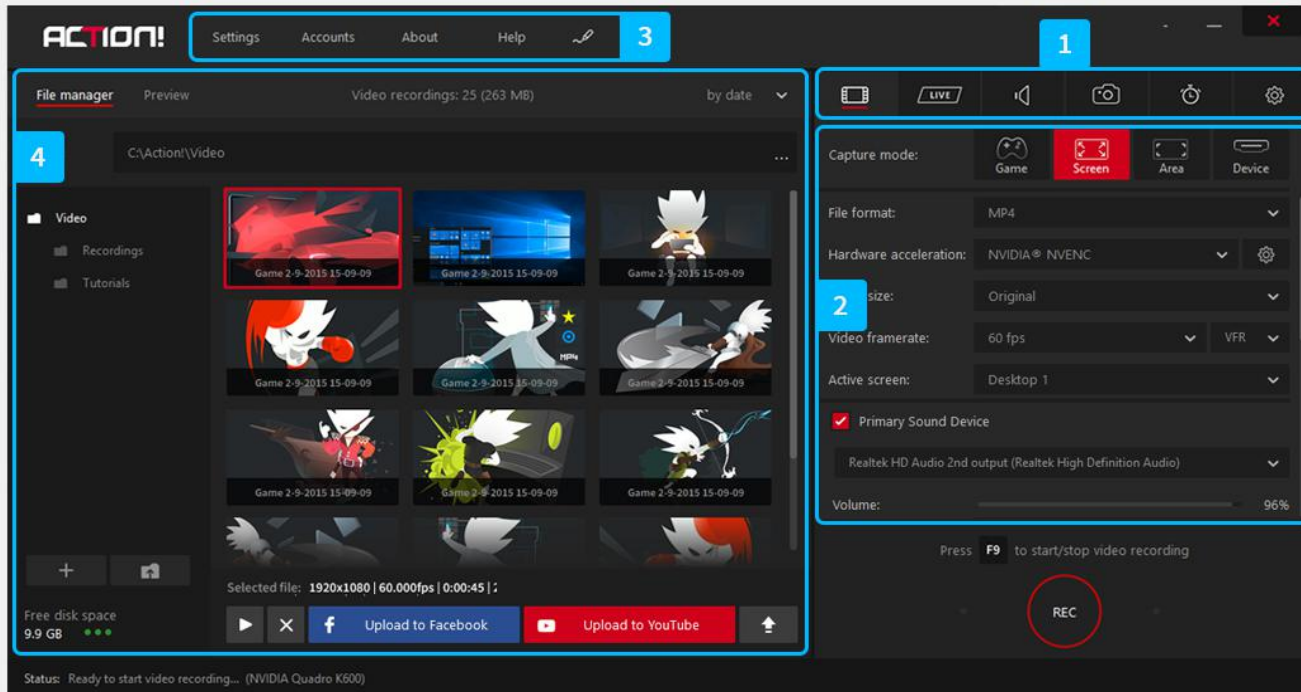 ACTION!
Settings Accounts About Help
3
1
File manager Preview Video recordings: 25 (263 MB) by date
LIVE
4
C:\Action!\Video ...
Video
Recordings
Tutorials
Game 2-9-2015 15-09-09 Game 2-9-2015 15-09-09 Game 2-9-2015 15-09-09
MP4
Game 2-9-2015 15-09-09 Game 2-9-2015 15-09-09 Game 2-9-2015 15-09-09
Game 2-9-2015 15-09-09 Game 2-9-2015 15-09-09 Game 2-9-2015 15-09-09
Selected file: 1920x1080 | 60.000fps | 0:00:45 |
Free disk space
9.9 GB
Upload to Facebook Upload to YouTube
Capture mode: Game Screen Area Device
File format: MP4
Hardware acceleration: NVIDIA® NVENC
2
size: Original
Video framerate: 60 fps VFR
Active screen: Desktop 1
Primary Sound Device
Realtek HD Audio 2nd output (Realtek High Definition Audio)
Volume: 96%
Press F9 to start/stop video recording
REC
Status: Ready to start video recording... (NVIDIA Quadro K600)